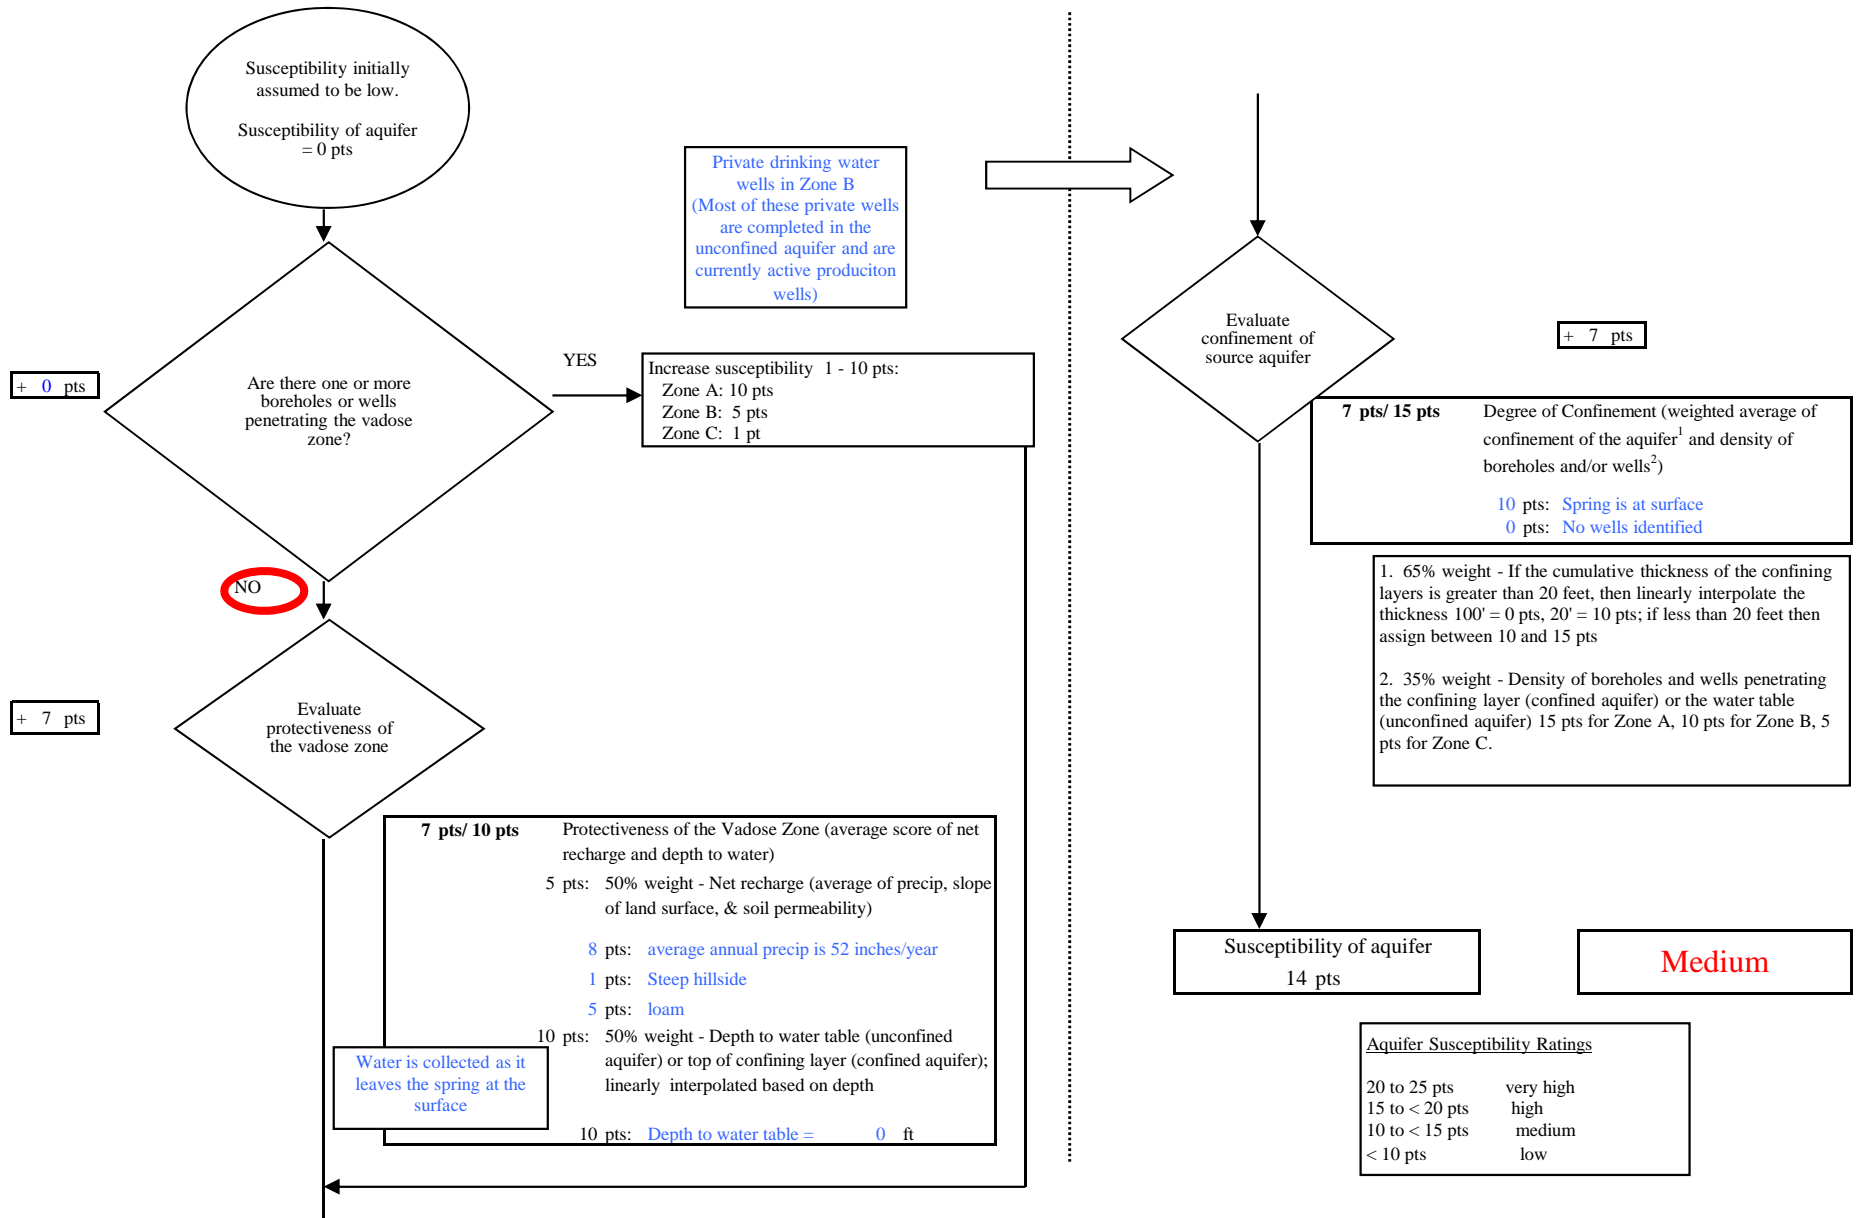 Susceptibility initially
assumed to be low.
Susceptibility of aquifer
= 0 pts
Private drinking water
wells in Zone B
(Most of these private wells
are completed in the
unconfined aquifer and are
currently active produciton
wells)
+ 0 pts
Are there one or more
boreholes or wells
penetrating the vadose
zone?
YES
Increase susceptibility 1 - 10 pts:
Zone A: 10 pts
Zone B: 5 pts
Zone C: 1 pt
NO
+ 7 pts
Evaluate
protectiveness of
the vadose zone
7 pts/ 10 pts Protectiveness of the Vadose Zone (average score of net
recharge and depth to water)
5 pts: 50% weight - Net recharge (average of precip, slope
of land surface, & soil permeability)
8 pts: average annual precip is 52 inches/year
1 pts: Steep hillside
5 pts: loam
10 pts: 50% weight - Depth to water table (unconfined
aquifer) or top of confining layer (confined aquifer);
linearly interpolated based on depth
10 pts: Depth to water table = 0 ft
Water is collected as it
leaves the spring at the
surface
Evaluate
confinement of
source aquifer
+ 7 pts
7 pts/ 15 pts Degree of Confinement (weighted average of
confinement of the aquifer1 and density of
boreholes and/or wells2)
10 pts: Spring is at surface
0 pts: No wells identified
1. 65% weight - If the cumulative thickness of the confining
layers is greater than 20 feet, then linearly interpolate the
thickness 100' = 0 pts, 20' = 10 pts; if less than 20 feet then
assign between 10 and 15 pts
2. 35% weight - Density of boreholes and wells penetrating
the confining layer (confined aquifer) or the water table
(unconfined aquifer) 15 pts for Zone A, 10 pts for Zone B, 5
pts for Zone C.
Susceptibility of aquifer
14 pts
Medium
Aquifer Susceptibility Ratings
20 to 25 pts very high
15 to < 20 pts high
10 to < 15 pts medium
< 10 pts low